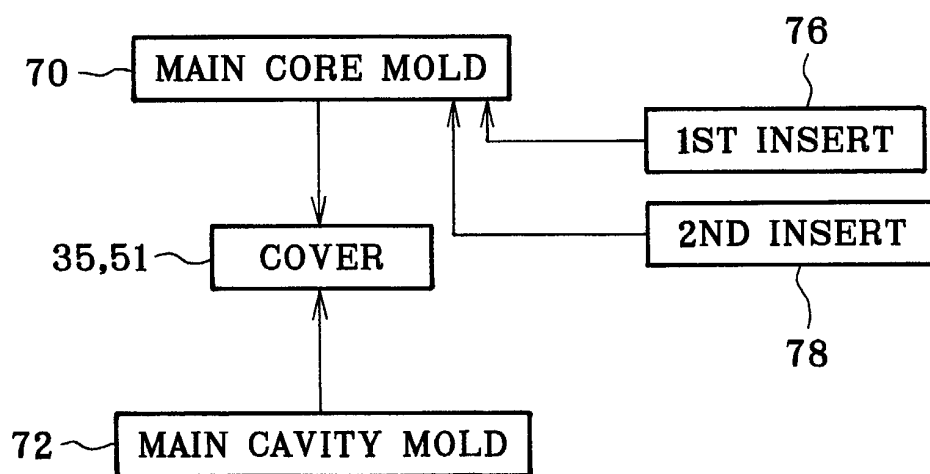 76
70
MAIN CORE MOLD
1ST INSERT
35,51
COVER
2ND INSERT
78
72
MAIN CAVITY MOLD